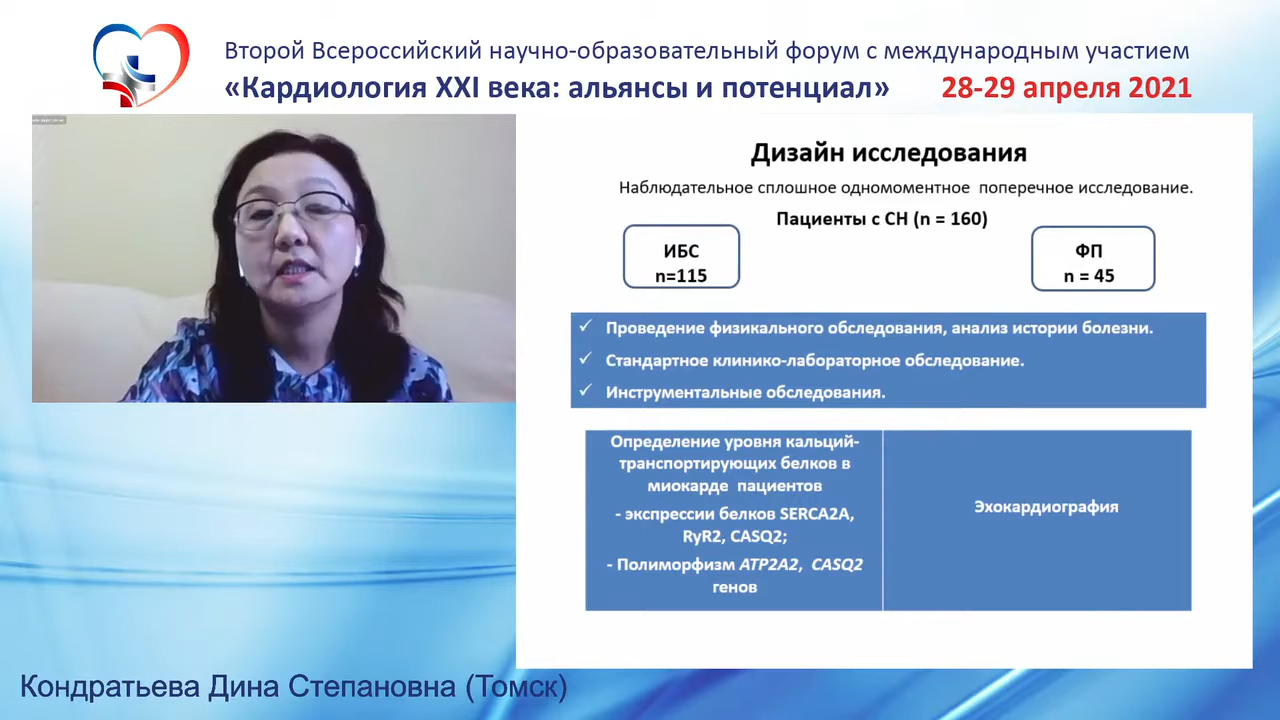 Второй Всероссийский научно-образовательный форум с международным участием
«Кардиология XXI века: альянсы и потенциал» 28-29 апреля 2021
Дизайн исследования
Наблюдательное сплошное одномоментное поперечное исследование.
Пациенты с СН (n = 160)
ИБС
n=115
ФП
n = 45
✓ Проведение физикального обследования, анализ истории болезни.
✓ Стандартное клинико-лабораторное обследование.
✓ Инструментальные обследования.
Определение уровня кальций-
транспортирующих белков в
миокарде пациентов
- экспрессии белков SERCA2A,
RyR2, CASQ2;
- Полиморфизм ATP2A2, CASQ2
генов
Эхокардиография
Кондратьева Дина Степановна (Томск)